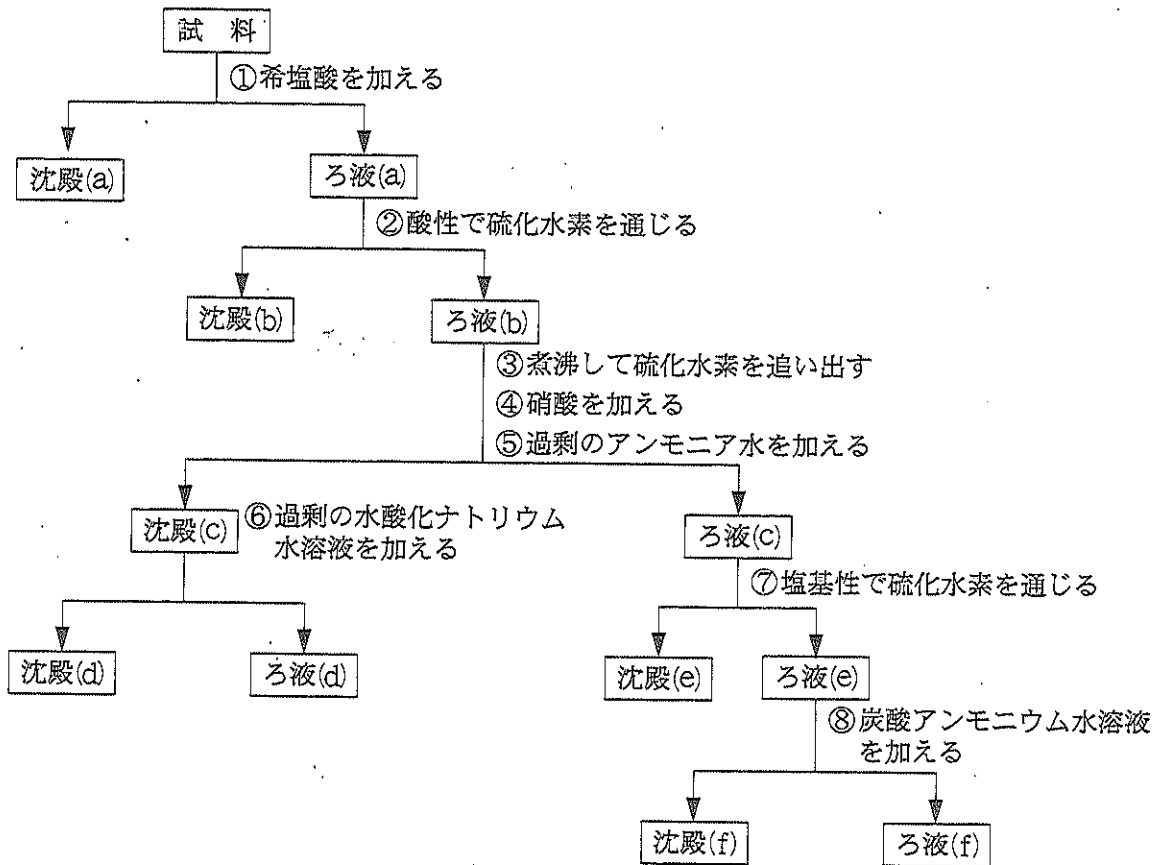 試 料
①希塩酸を加える
沈殿(a)
ろ液(a)
②酸性で硫化水素を通じる
沈殿(b)
ろ液(b)
③煮沸して硫化水素を追い出す
④硝酸を加える
⑤過剰のアンモニア水を加える
沈殿(c)
⑥過剰の水酸化ナトリウム
水溶液を加える
ろ液(c)
⑦塩基性で硫化水素を通じる
沈殿(d)
ろ液(d)
沈殿(e)
ろ液(e)
⑧炭酸アンモニウム水溶液
を加える
沈殿(f)
ろ液(f)